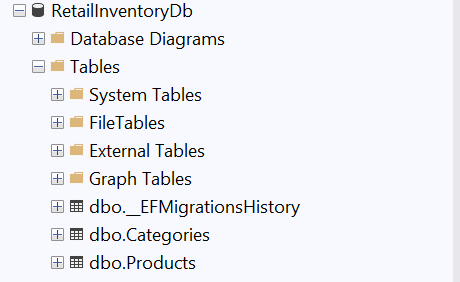 RetailInventoryDb
Database Diagrams
Tables
System Tables
FileTables
External Tables
Graph Tables
dbo.__EFMigrationsHistory
dbo.Categories
dbo.Products